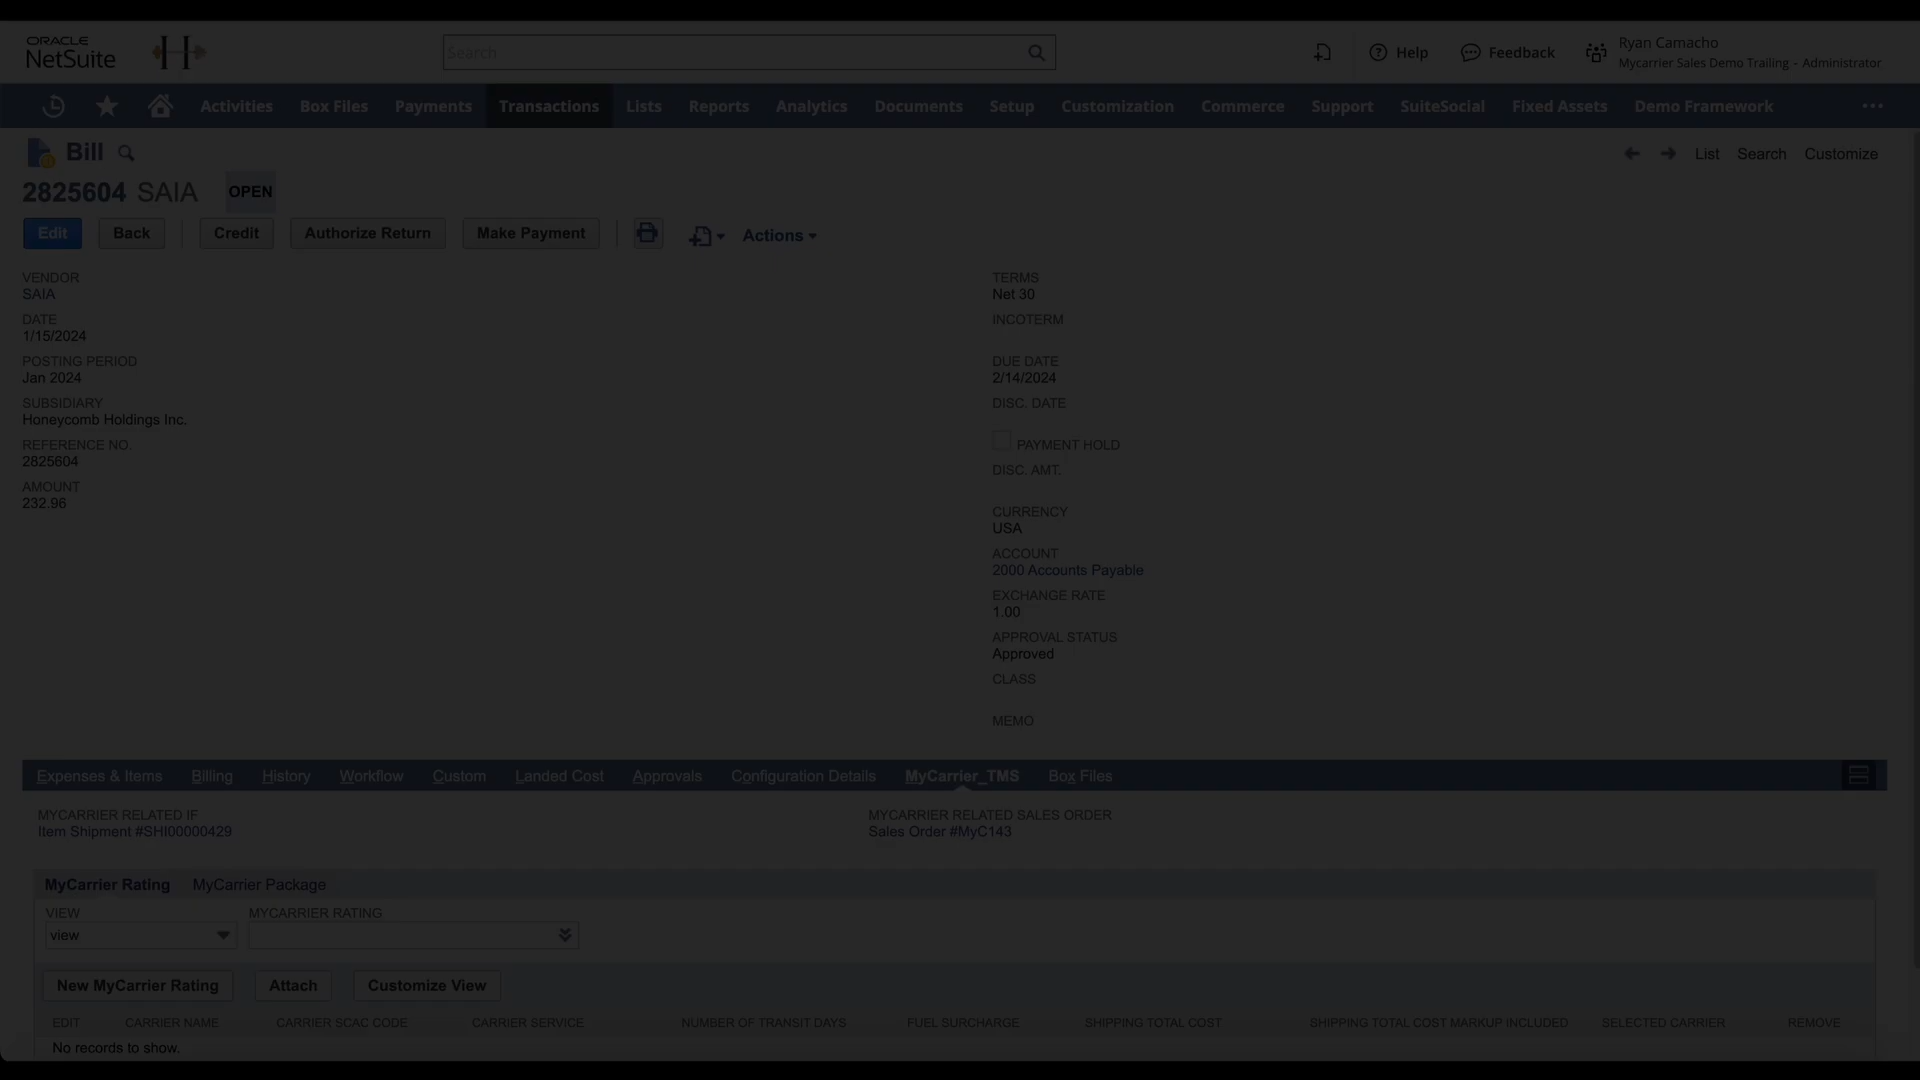 ORACLE
NetSuite
H
Search
Help
Feedback
Ryan Camacho
Mycarrier Sales Demo Trailing - Administrator
Activities
Box Files
Payments
Transactions
Lists
Reports
Analytics
Documents
Setup
Customization
Commerce
Support
SuiteSocial
Fixed Assets
Demo Framework
Bill
List
Search
Customize
2825604 SAIA
OPEN
Edit
Back
Credit
Authorize Return
Make Payment
Actions
VENDOR
SAIA
DATE
1/15/2024
POSTING PERIOD
Jan 2024
SUBSIDIARY
Honeycomb Holdings Inc.
REFERENCE NO.
2825604
AMOUNT
232.96
TERMS
Net 30
INCOTERM
DUE DATE
2/14/2024
DISC. DATE
PAYMENT HOLD
DISC. AMT.
CURRENCY
USA
ACCOUNT
2000 Accounts Payable
EXCHANGE RATE
1.00
APPROVAL STATUS
Approved
CLASS
MEMO
Expenses & Items
Billing
History
Workflow
Custom
Landed Cost
Approvals
Configuration Details
MyCarrier_TMS
Box Files
MYCARRIER RELATED IF
Item Shipment #SHI00000429
MYCARRIER RELATED SALES ORDER
Sales Order #MyC143
MyCarrier Rating
MyCarrier Package
VIEW
view
MYCARRIER RATING
New MyCarrier Rating
Attach
Customize View
EDIT
CARRIER NAME
CARRIER SCAC CODE
CARRIER SERVICE
NUMBER OF TRANSIT DAYS
FUEL SURCHARGE
SHIPPING TOTAL COST
SHIPPING TOTAL COST MARKUP INCLUDED
SELECTED CARRIER
REMOVE
No records to show.